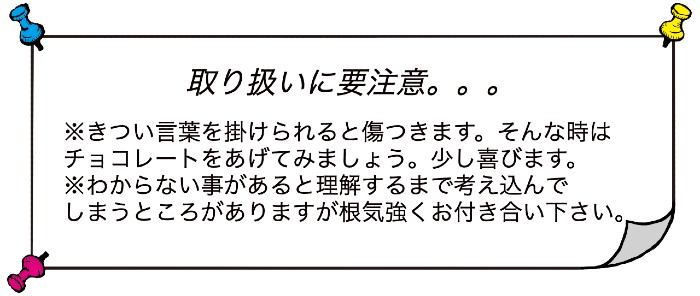 取り扱いに要注意。。。
※きつい言葉を掛けられると傷つきます。そんな時は
チョコレートをあげてみましょう。少し喜びます。
※わからない事があると理解するまで考え込んで
しまうところがありますが根気強くお付き合い下さい。